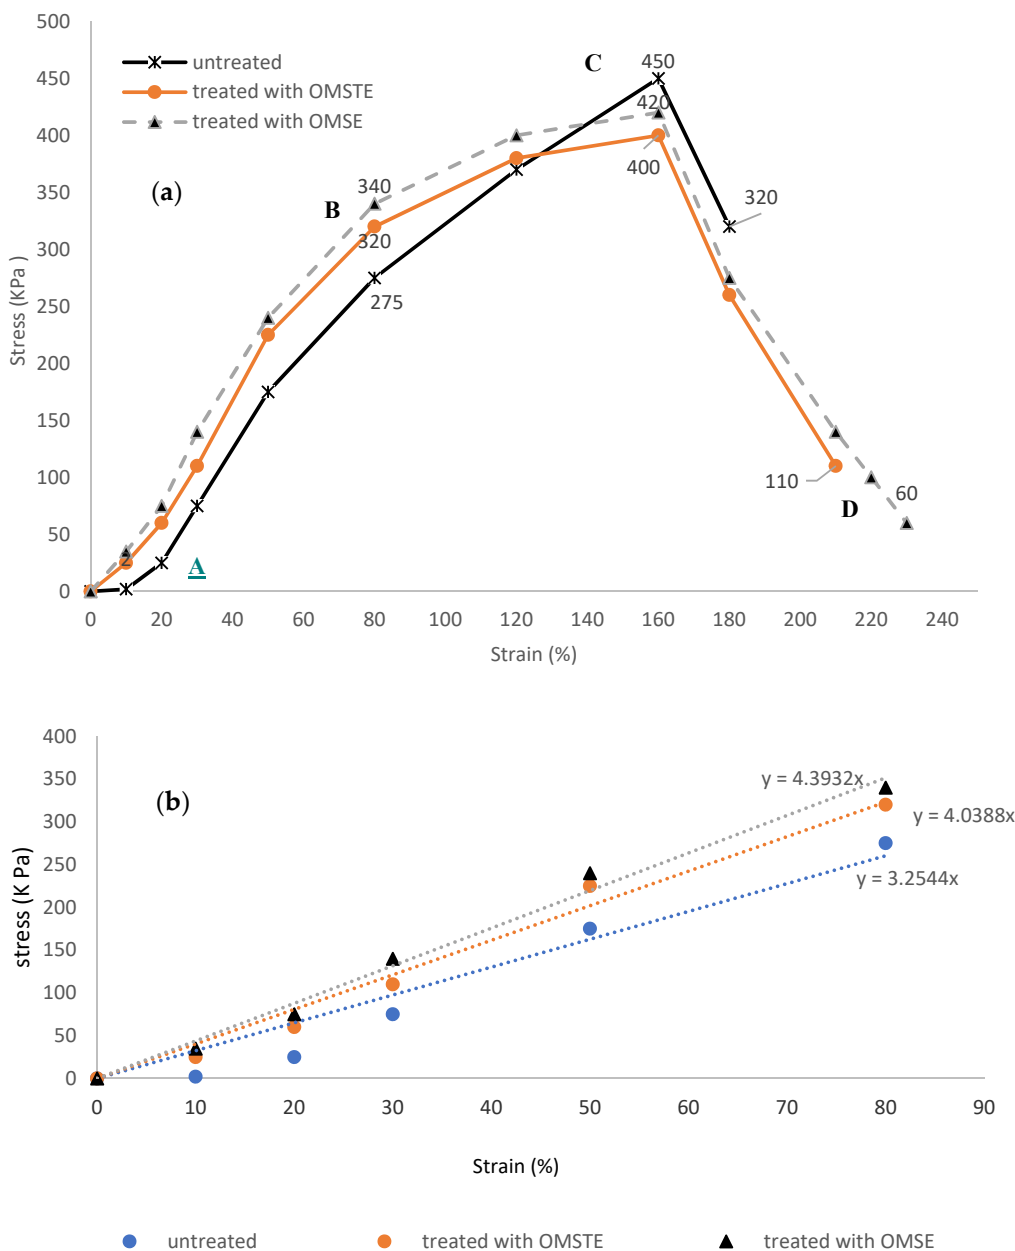 500
450
400
350
300
250
200
150
100
50
0
Stress (KPa )
untreated
treated with OMSTE
treated with OMSE
(a)
A
B
C
D
340
320
275
450
420
400
320
110
60
0 20 40 60 80 100 120 140 160 180 200 220 240
Strain (%)
400
350
300
250
200
150
100
50
0
stress (K Pa)
(b)
y = 4.3932x
y = 4.0388x
y = 3.2544x
0 10 20 30 40 50 60 70 80 90
Strain (%)
untreated treated with OMSTE treated with OMSE